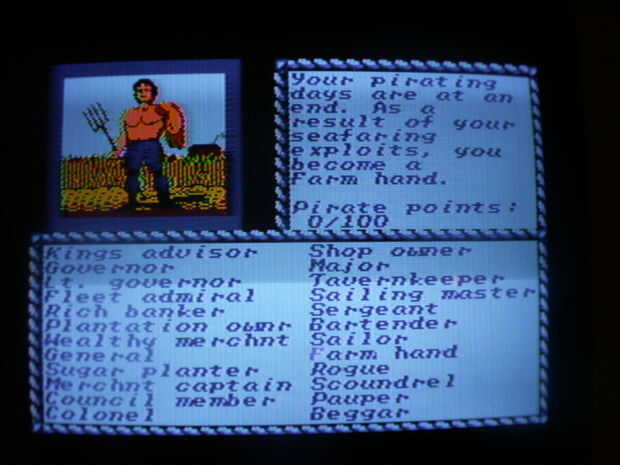 Your pirating
days are at an
end. As a
result of your
seafaring
exploits, you
become a
Farm hand.
Pirate points:
0/100
Kings advisor
Governor
Lt. governor
Fleet admiral
Rich banker
Plantation ownr
Wealthy merchnt
General
Sugar planter
Merchnt captain
Council member
Colonel
Shop owner
Major
Tavernkeeper
Sailing master
Sergeant
Bartender
Sailor
Farm hand
Rogue
Scoundrel
Pauper
Beggar